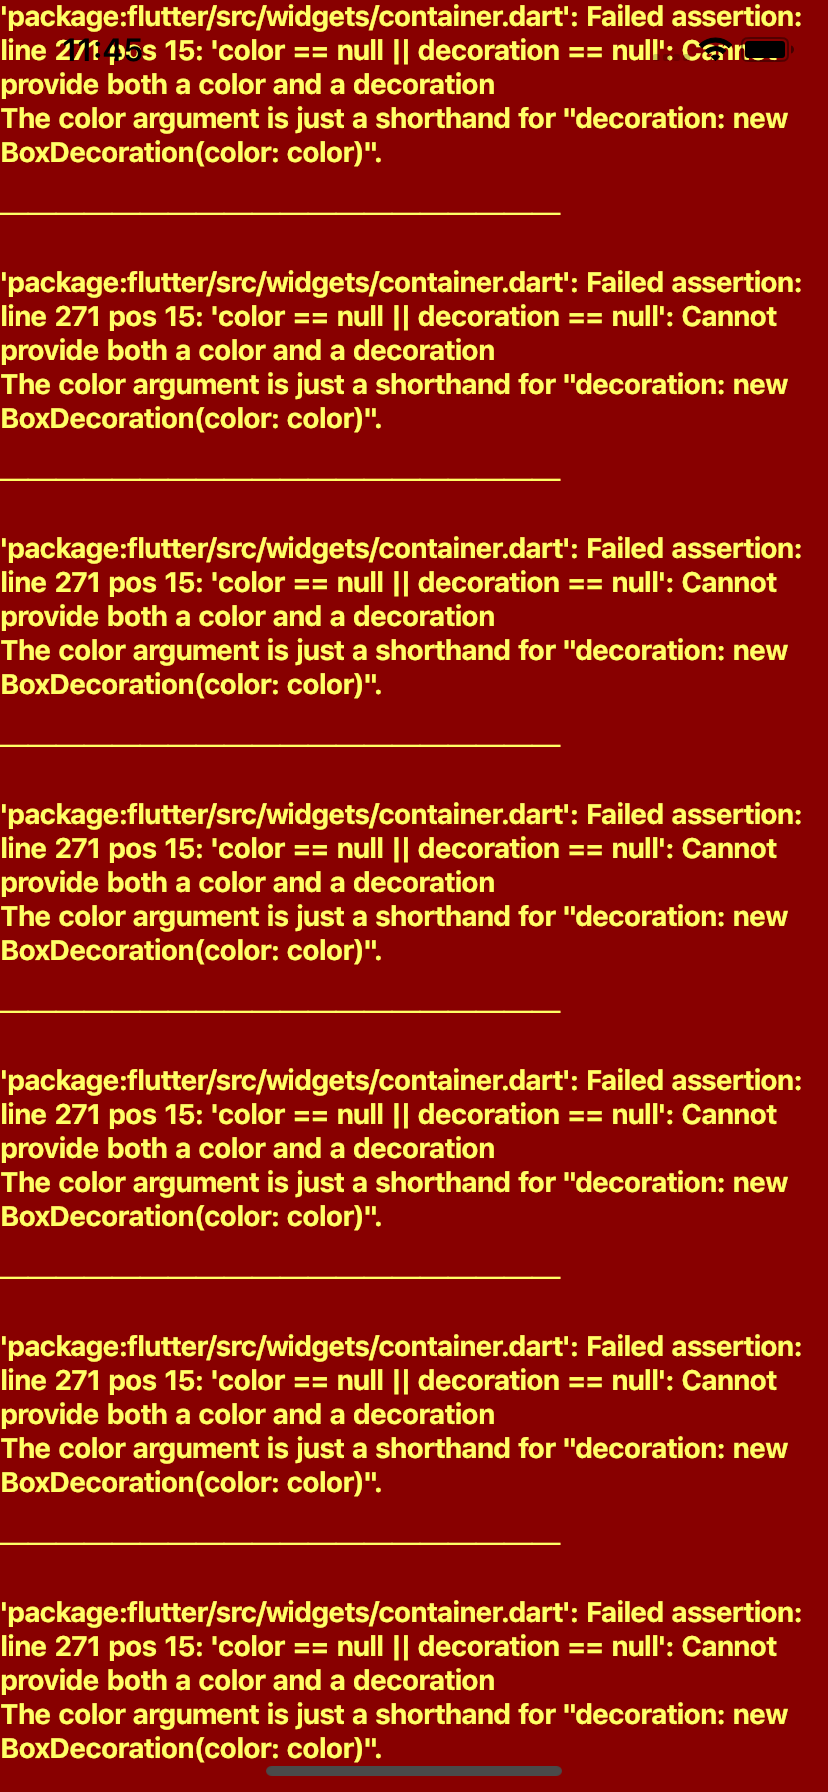 'package:flutter/src/widgets/container.dart': Failed assertion:
line 271 pos 15: 'color == null || decoration == null': Cannot
11:45
provide both a color and a decoration
The color argument is just a shorthand for "decoration: new
BoxDecoration(color: color)".
'package:flutter/src/widgets/container.dart': Failed assertion:
line 271 pos 15: 'color == null || decoration == null': Cannot
provide both a color and a decoration
The color argument is just a shorthand for "decoration: new
BoxDecoration(color: color)".
'package:flutter/src/widgets/container.dart': Failed assertion:
line 271 pos 15: 'color == null || decoration == null': Cannot
provide both a color and a decoration
The color argument is just a shorthand for "decoration: new
BoxDecoration(color: color)".
'package:flutter/src/widgets/container.dart': Failed assertion:
line 271 pos 15: 'color == null || decoration == null': Cannot
provide both a color and a decoration
The color argument is just a shorthand for "decoration: new
BoxDecoration(color: color)".
'package:flutter/src/widgets/container.dart': Failed assertion:
line 271 pos 15: 'color == null || decoration == null': Cannot
provide both a color and a decoration
The color argument is just a shorthand for "decoration: new
BoxDecoration(color: color)".
'package:flutter/src/widgets/container.dart': Failed assertion:
line 271 pos 15: 'color == null || decoration == null': Cannot
provide both a color and a decoration
The color argument is just a shorthand for "decoration: new
BoxDecoration(color: color)".
'package:flutter/src/widgets/container.dart': Failed assertion:
line 271 pos 15: 'color == null || decoration == null': Cannot
provide both a color and a decoration
The color argument is just a shorthand for "decoration: new
BoxDecoration(color: color)".